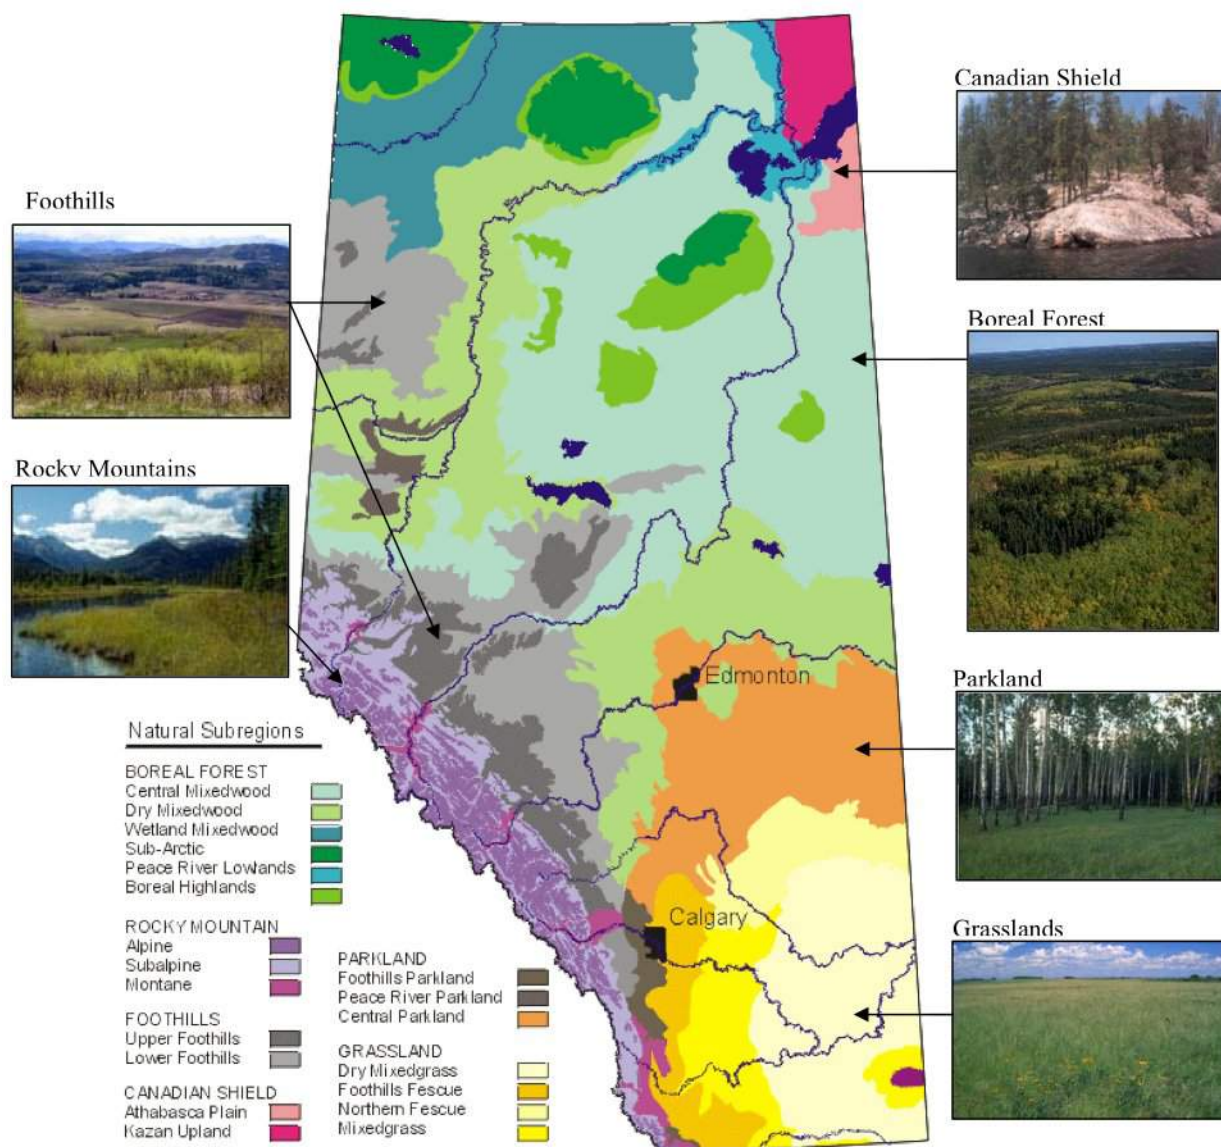 Canadian Shield
Foothills
Boreal Forest
Rocky Mountains
Edmonton
Parkland
Natural Subregions
BOREAL FOREST
Central Mixedwood
Dry Mixedwood
Wetland Mixedwood
Sub-Arctic
Peace River Lowlands
Boreal Highlands
Calgary
Grasslands
ROCKY MOUNTAIN
Alpine
Subalpine
Montane
FOOTHILLS
Upper Foothills
Lower Foothills
CANADIAN SHIELD
Athabasca Plain
Kazan Upland
PARKLAND
Foothills Parkland
Peace River Parkland
Central Parkland
GRASSLAND
Dry Mixedgrass
Foothills Fescue
Northern Fescue
Mixedgrass